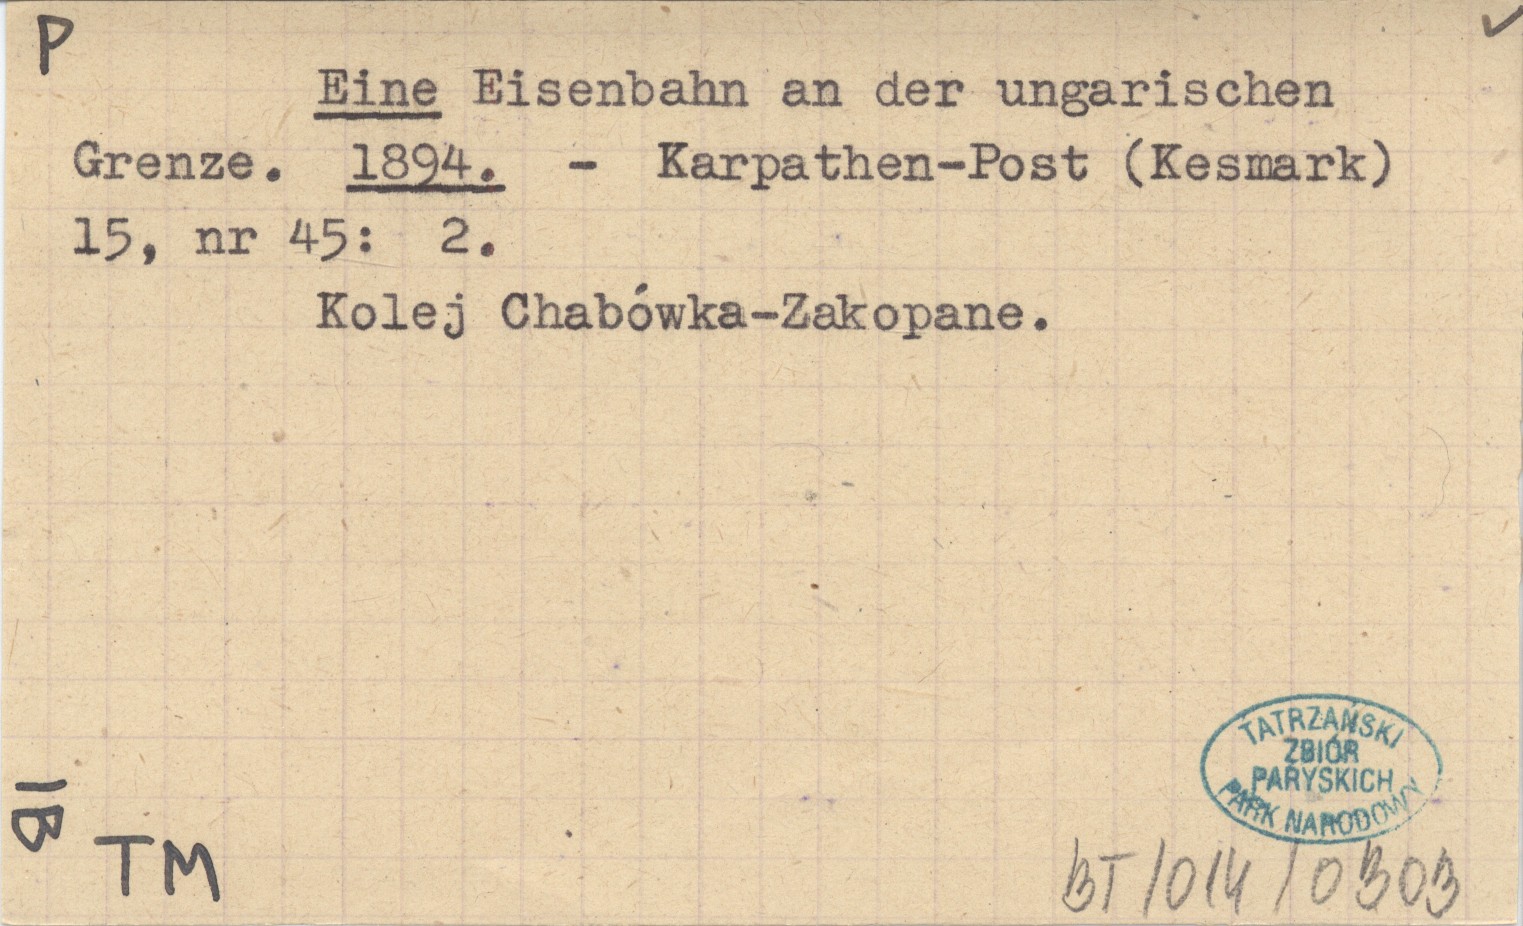 P
Eine Eisenbahn an der ungarischen
Grenze. 1894. - Karpathen-Post (Kesmark)
15, nr 45: 2.
Kolej Chabówka-Zakopane.
TATRZAŃSKI
ZBIÓR
PARYSKICH
PARK NARODOWY
IB
TM
BT/014/0303